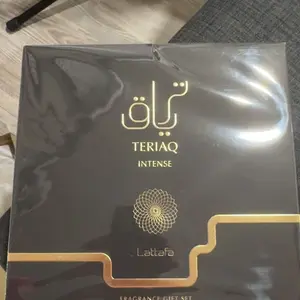 ترياق
TERIAQ
INTENSE
Lattafa
FRAGRANCE GIFT SET